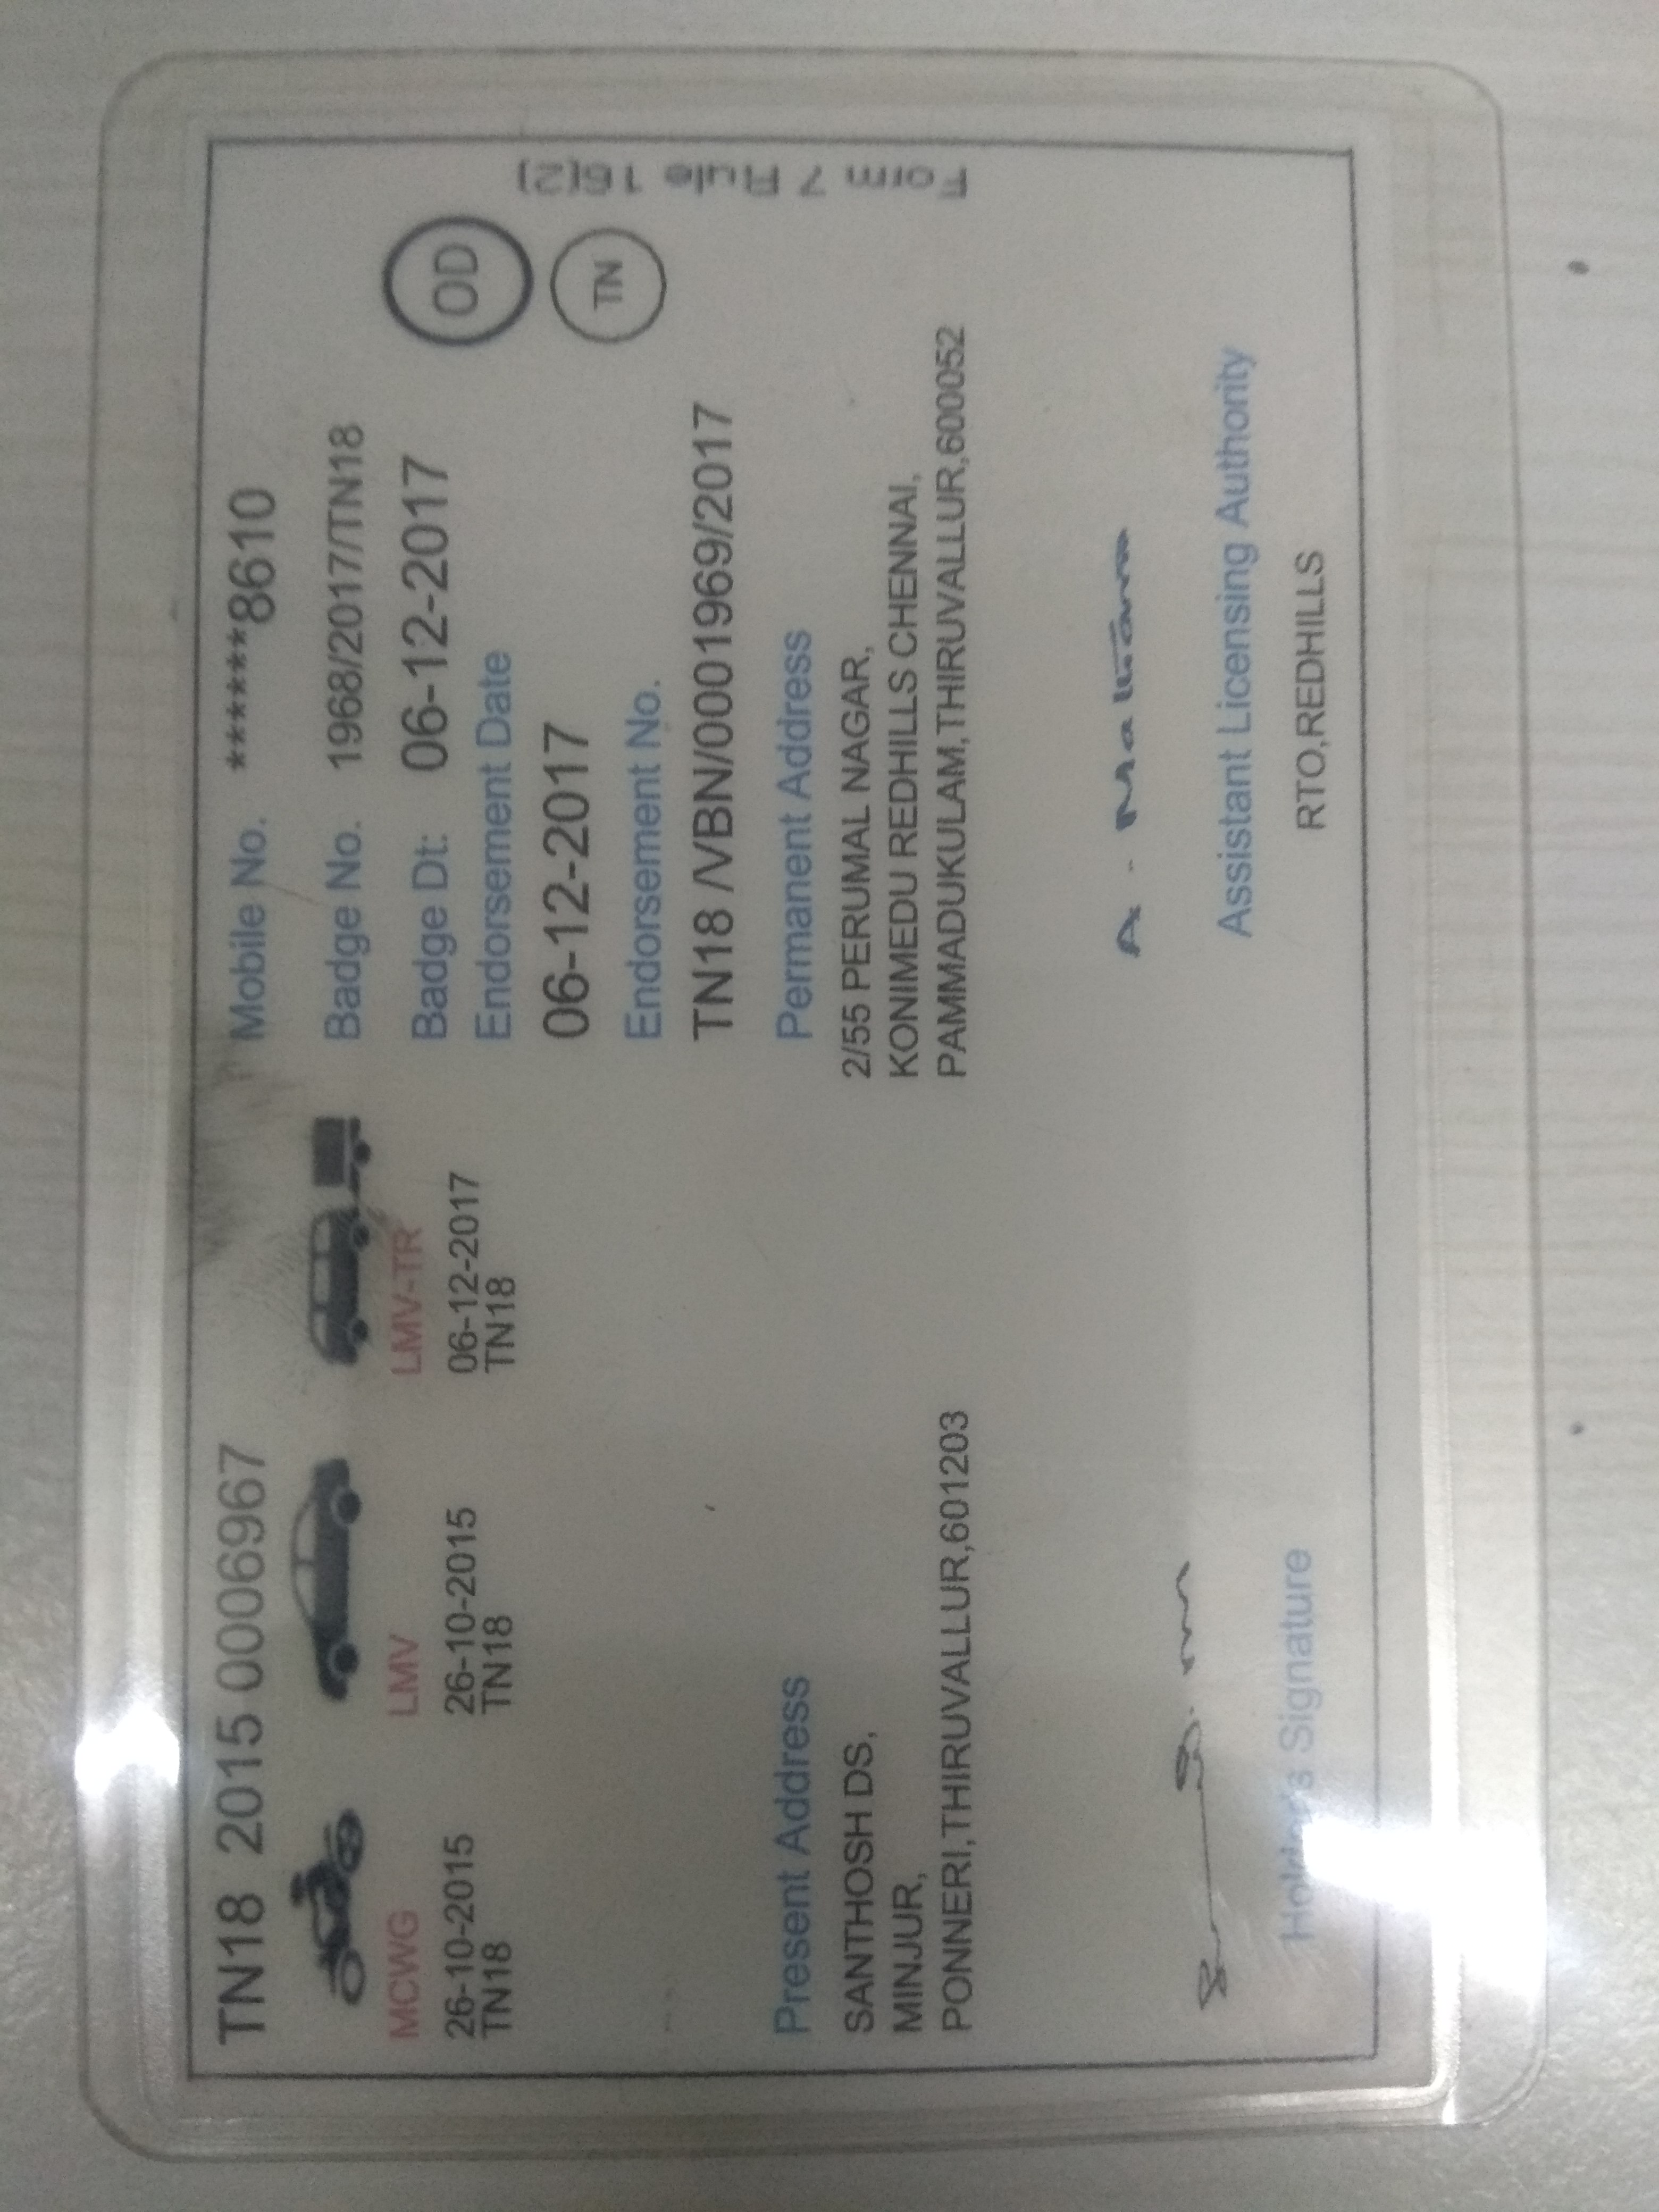 TN18 2015 0006967
MCWG
26-10-2015
TN18
LMV
26-10-2015
TN18
LMV-TR
06-12-2017
TN18
Mobile No. ******8610
Badge No. 1968/2017/TN18
Badge Dt: 06-12-2017
Endorsement Date
06-12-2017
Endorsement No.
TN18 /VBN/0001969/2017
OD
TN
Form 7 Rule 16(2)
Present Address
SANTHOSH DS,
MINJUR,
PONNERI,THIRUVALLUR,601203
Permanent Address
2/55 PERUMAL NAGAR,
KONIMEDU REDHILLS CHENNAI,
PAMMADUKULAM,THIRUVALLUR,600052
Holder's Signature
Assistant Licensing Authority
RTO,REDHILLS